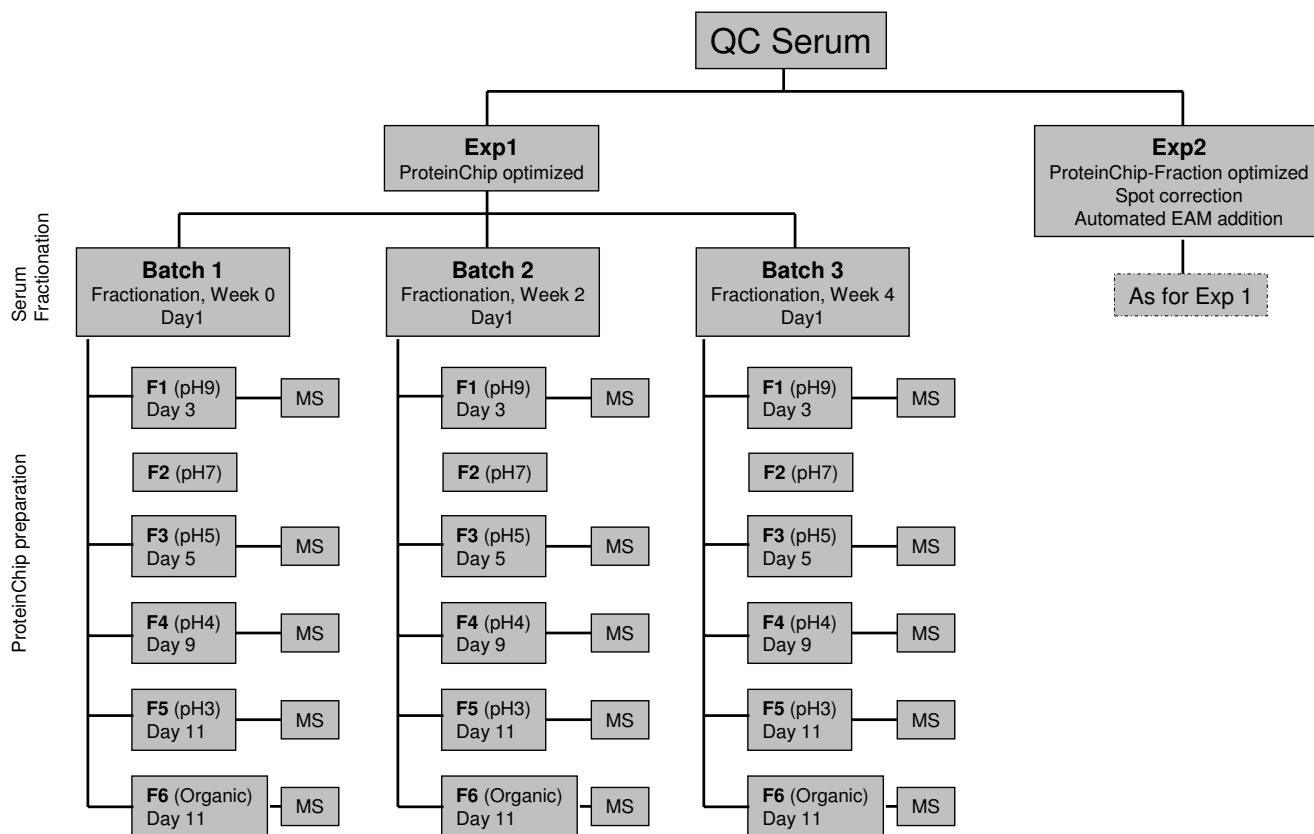 QC Serum
Exp1
ProteinChip optimized
Exp2
ProteinChip-Fraction optimized
Spot correction
Automated EAM addition
As for Exp 1
Serum
Fractionation
Batch 1
Fractionation, Week 0
Day1
Batch 2
Fractionation, Week 2
Day1
Batch 3
Fractionation, Week 4
Day1
ProteinChip preparation
F1 (pH9)
Day 3
MS
F1 (pH9)
Day 3
MS
F1 (pH9)
Day 3
MS
F2 (pH7)
F2 (pH7)
F2 (pH7)
F3 (pH5)
Day 5
MS
F3 (pH5)
Day 5
MS
F3 (pH5)
Day 5
MS
F4 (pH4)
Day 9
MS
F4 (pH4)
Day 9
MS
F4 (pH4)
Day 9
MS
F5 (pH3)
Day 11
MS
F5 (pH3)
Day 11
MS
F5 (pH3)
Day 11
MS
F6 (Organic)
Day 11
MS
F6 (Organic)
Day 11
MS
F6 (Organic)
Day 11
MS